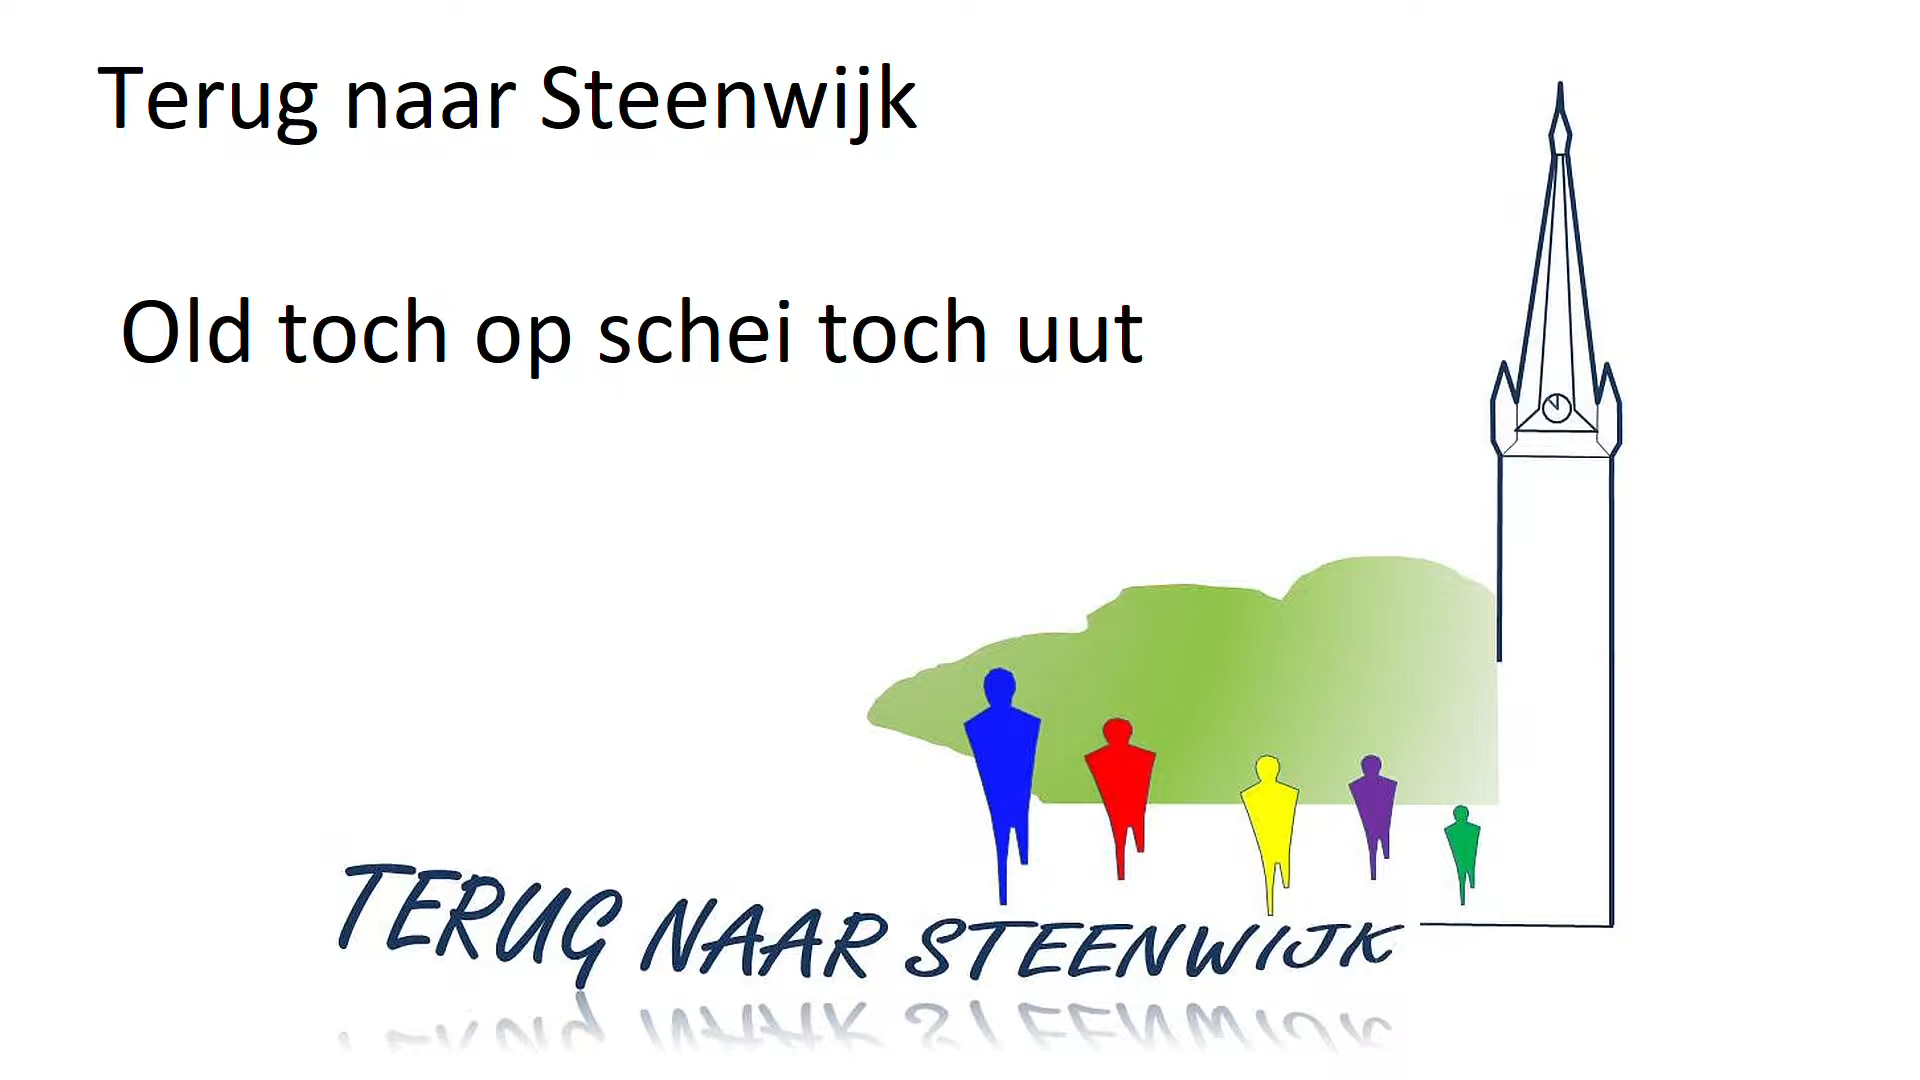 Terug naar Steenwijk
Old toch op schei toch uut
TERUG NAAR STEENWIJK